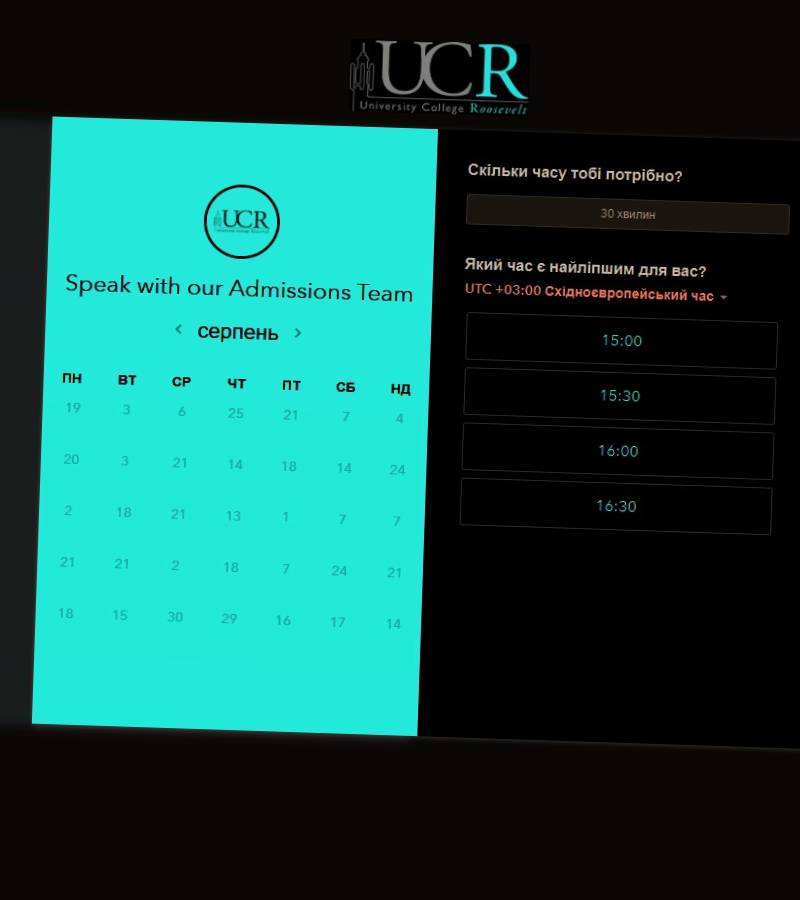 UCR
University College Roosevelt
UCR
Speak with our Admissions Team
серпень
ПН ВТ СР ЧТ ПТ СБ НД
19 3 6 25 21 7 4
20 3 21 14 18 14 24
2 18 21 13 1 7 7
21 21 2 18 7 24 21
18 15 30 29 16 17 14
Скільки часу тобі потрібно?
30 хвилин
Який час є найліпшим для вас?
UTC +03:00 Східноєвропейський час
15:00
15:30
16:00
16:30